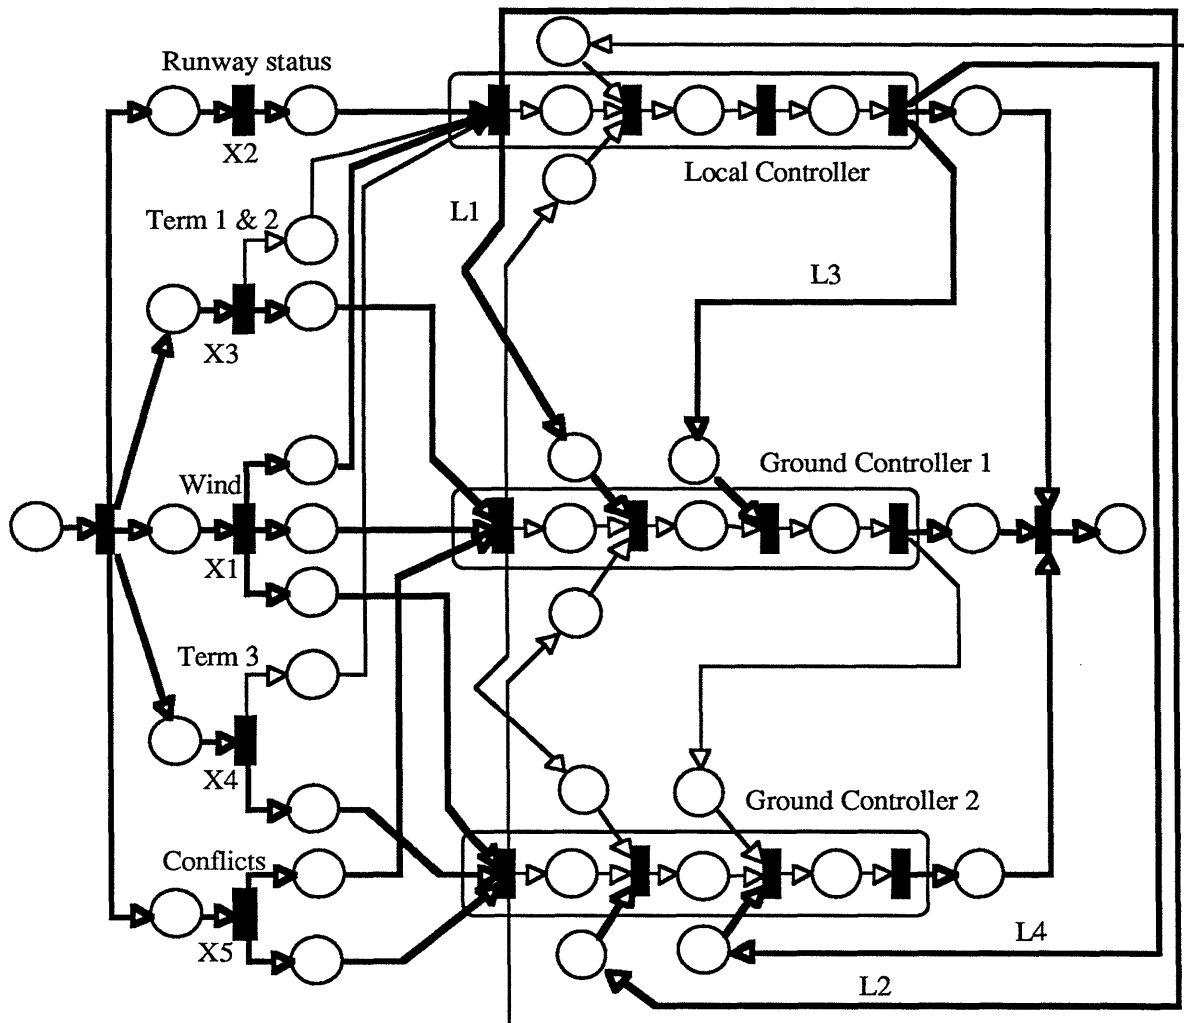 Runway status
X2
Local Controller
Term 1 & 2
L1
L3
X3
Ground Controller 1
Wind
X1
Term 3
X4
Ground Controller 2
Conflicts
X5
L4
L2